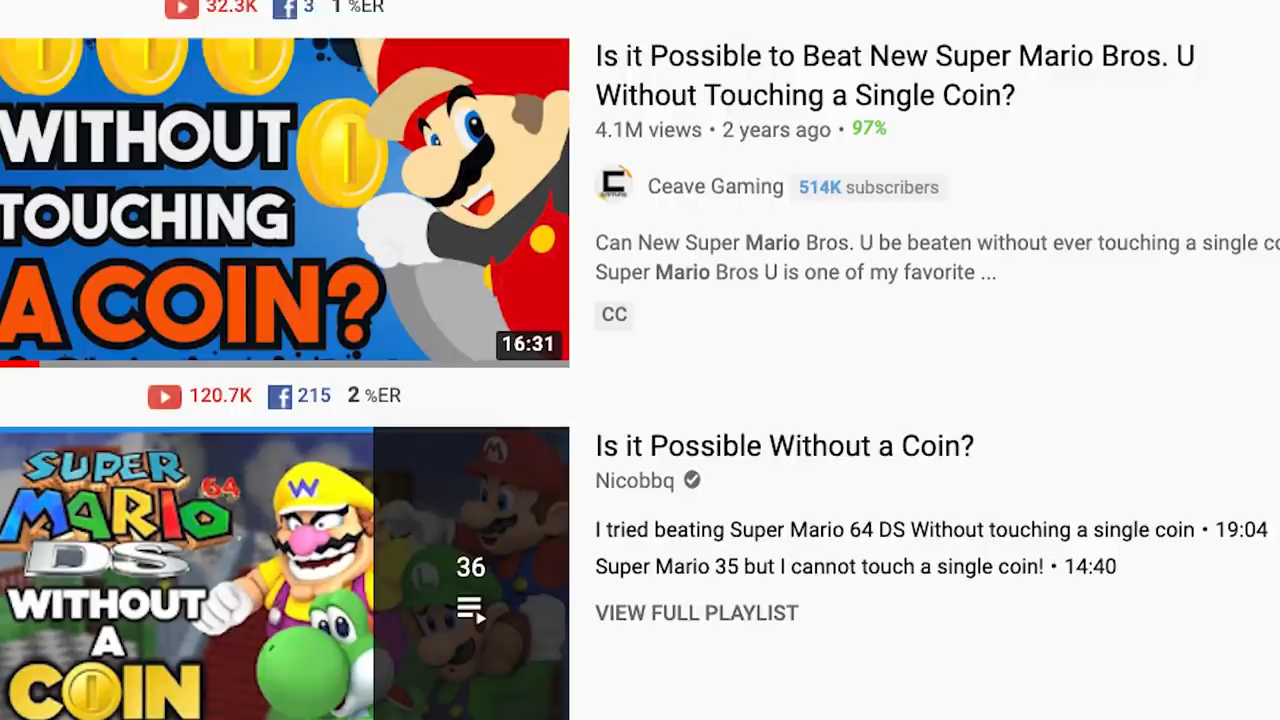 32.3K 3 1 %ER
WITHOUT
TOUCHING
A COIN?
16:31
Is it Possible to Beat New Super Mario Bros. U
Without Touching a Single Coin?
4.1M views • 2 years ago • 97%
Ceave Gaming 514K subscribers
Can New Super Mario Bros. U be beaten without ever touching a single co
Super Mario Bros U is one of my favorite ...
CC
120.7K 215 2 %ER
SUPER
MARIO 64
DS
WITHOUT
A
COIN
W
M
L
36
Is it Possible Without a Coin?
Nicobbq
I tried beating Super Mario 64 DS Without touching a single coin • 19:04
Super Mario 35 but I cannot touch a single coin! • 14:40
VIEW FULL PLAYLIST